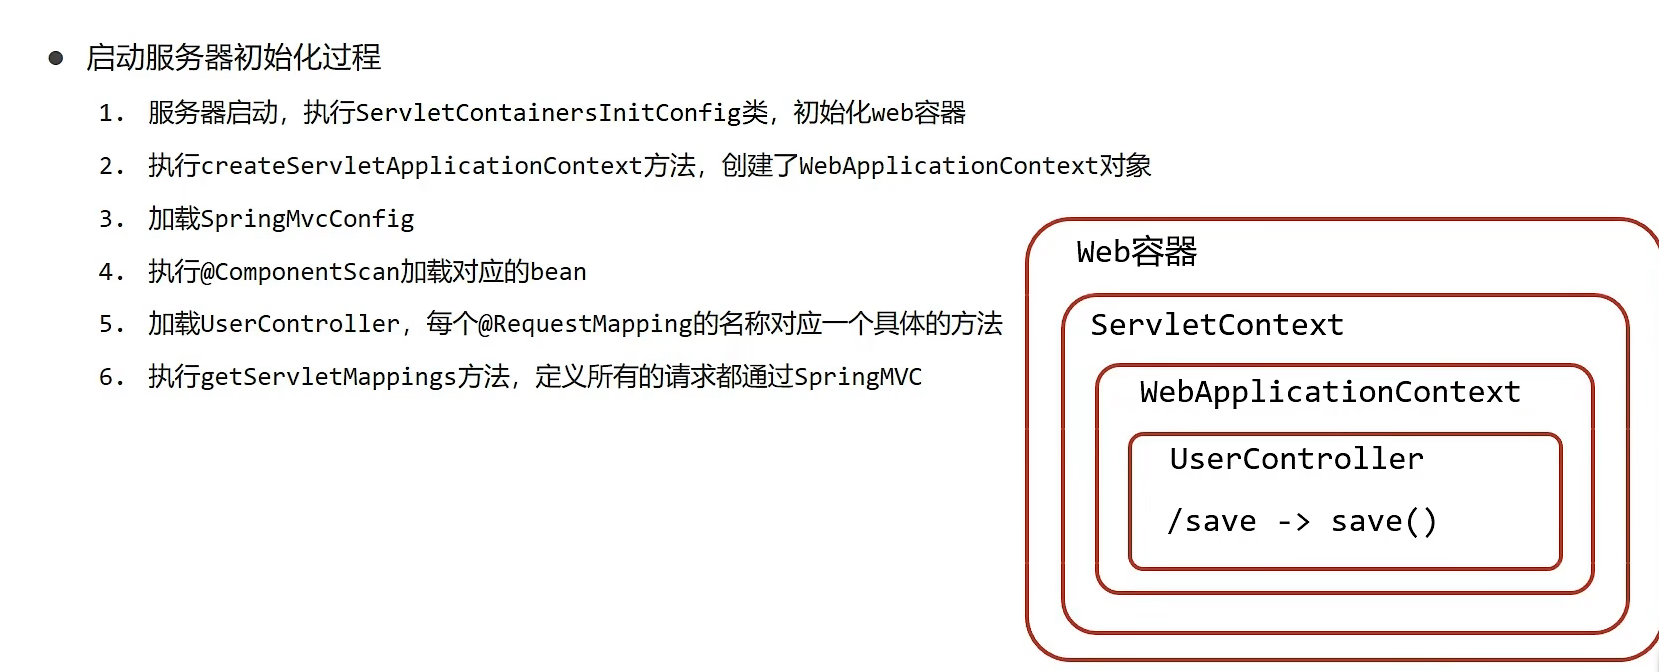 ● 启动服务器初始化过程
1. 服务器启动，执行ServletContainersInitConfig类，初始化web容器
2. 执行createServletApplicationContext方法，创建了WebApplicationContext对象
3. 加载SpringMvcConfig
4. 执行@ComponentScan加载对应的bean
5. 加载UserController，每个@RequestMapping的名称对应一个具体的方法
6. 执行getServletMappings方法，定义所有的请求都通过SpringMVC
Web容器
ServletContext
WebApplicationContext
UserController
/save -> save()